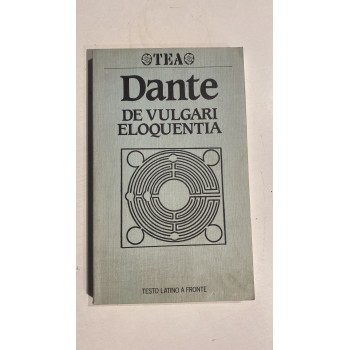 TEA
Dante
DE VULGARI
ELOQUENTIA
TESTO LATINO A FRONTE